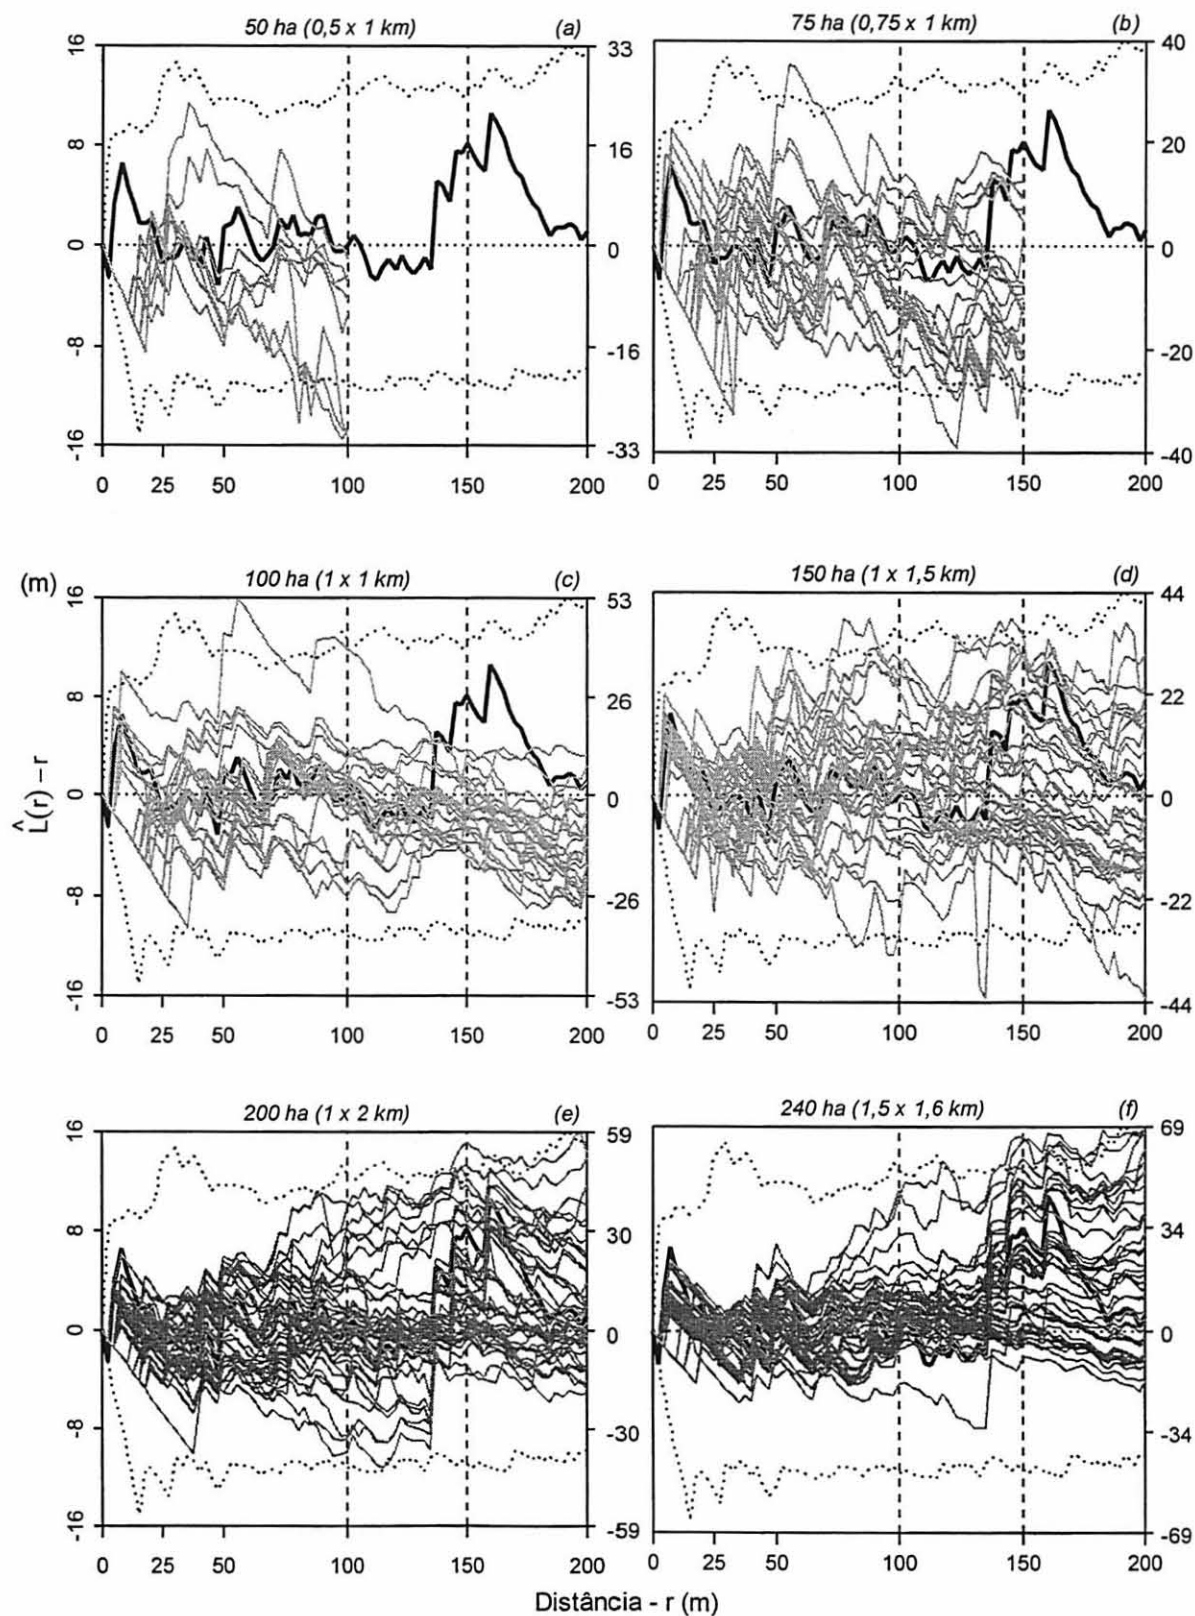 50 ha (0,5 x 1 km) (a)
16 8 0 -8 -16
33 16 0 -16 -33
0 25 50 100 150 200
75 ha (0,75 x 1 km) (b)
40 20 0 -20 -40
0 25 50 100 150 200
(m)
L̂(r) – r
100 ha (1 x 1 km) (c)
16 8 0 -8 -16
53 26 0 -26 -53
0 25 50 100 150 200
150 ha (1 x 1,5 km) (d)
44 22 0 -22 -44
0 25 50 100 150 200
200 ha (1 x 2 km) (e)
16 8 0 -8 -16
59 30 0 -30 -59
0 25 50 100 150 200
240 ha (1,5 x 1,6 km) (f)
69 34 0 -34 -69
0 25 50 100 150 200
Distância - r (m)